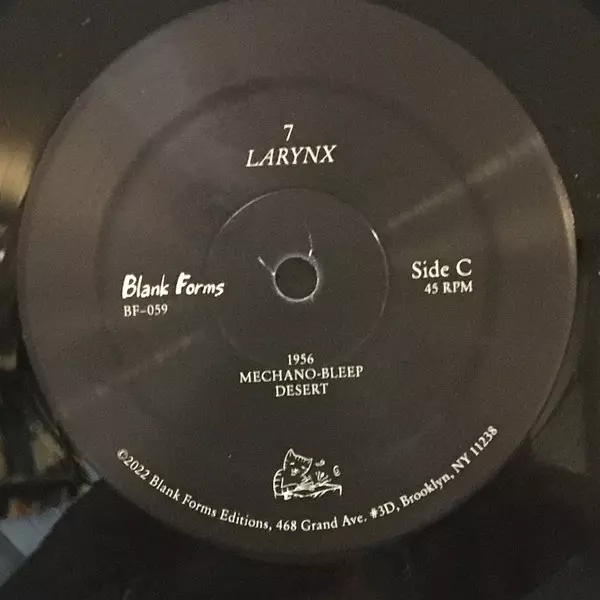 7
LARYNX
Blank Forms
BF–059
Side C
45 RPM
1956
MECHANO-BLEEP
DESERT
©2022 Blank Forms Editions, 468 Grand Ave. #3D, Brooklyn, NY 11238